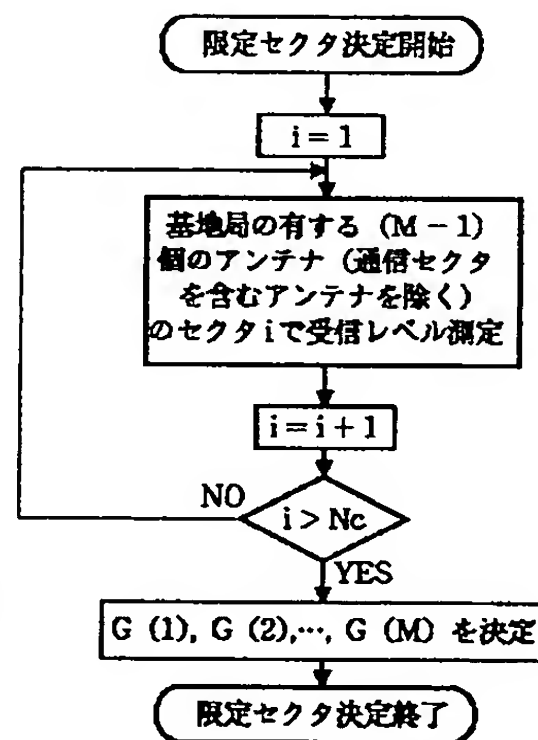 限定セクタ決定開始
i = 1
基地局の有する (M − 1)
個のアンテナ (通信セクタ
を含むアンテナを除く)
のセクタ i で受信レベル測定
i = i + 1
NO
i > Nc
YES
G (1), G (2),…, G (M) を決定
限定セクタ決定終了